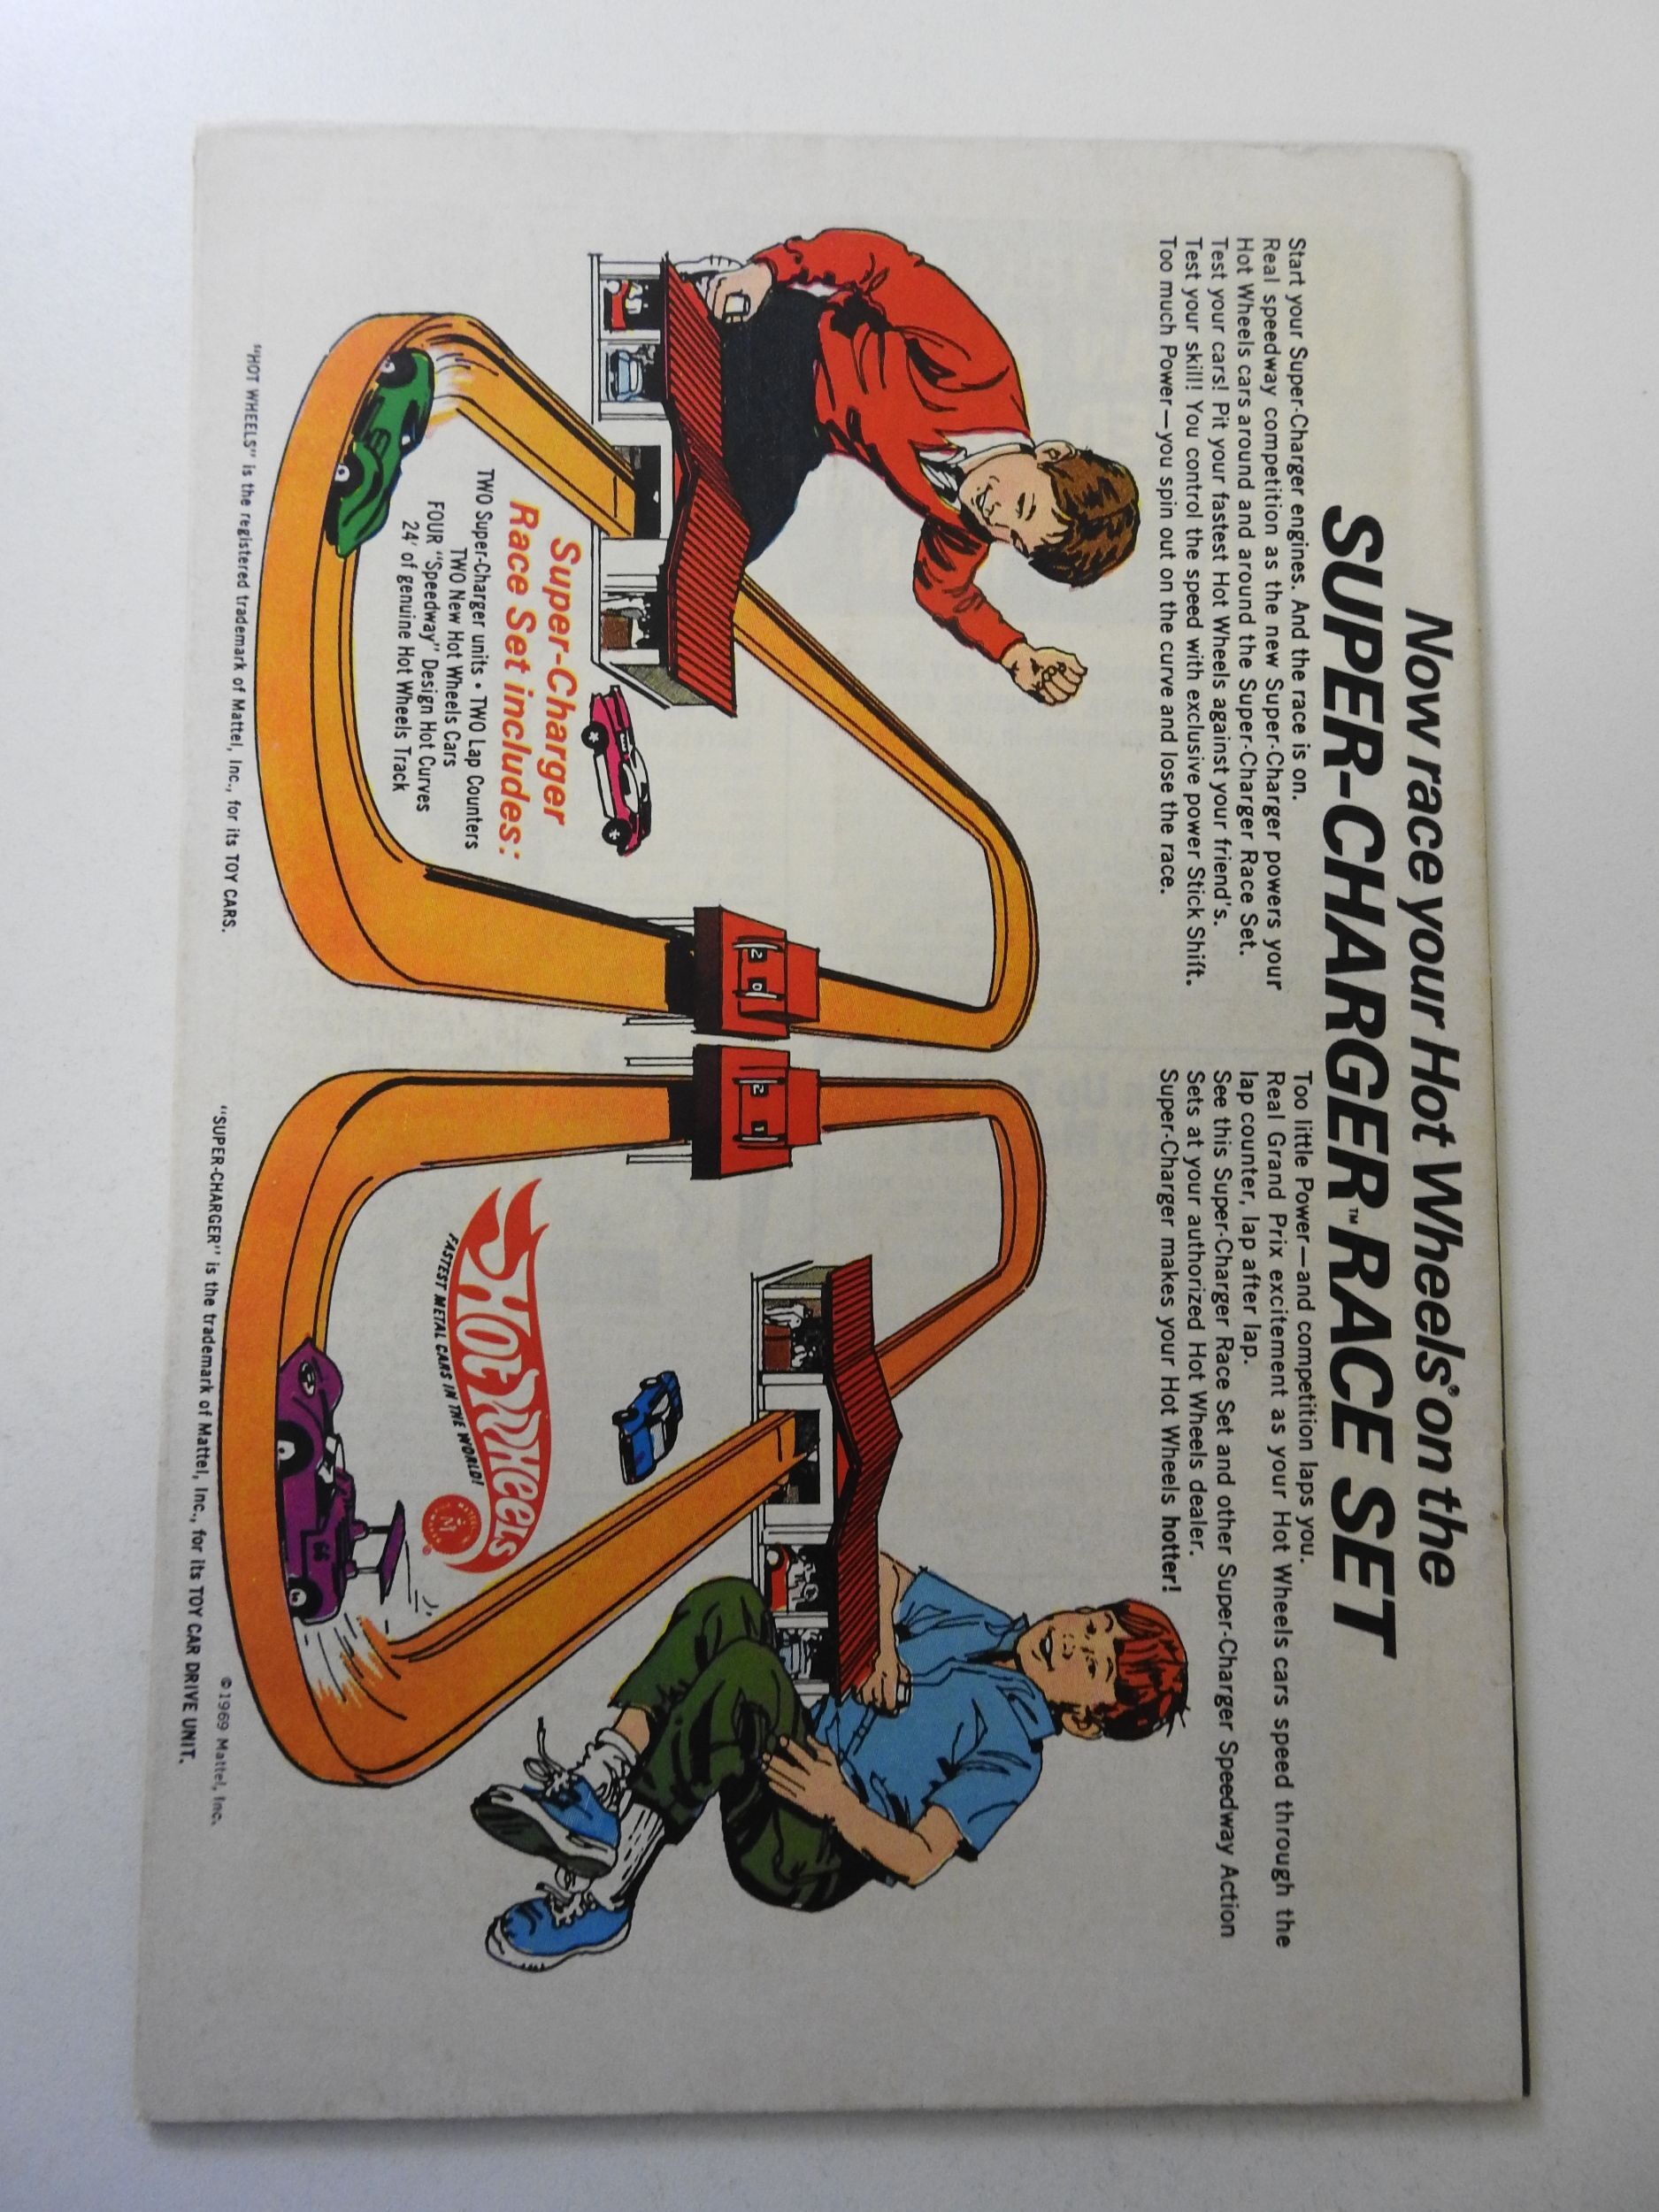 Now race your Hot Wheels® on the
SUPER-CHARGER™ RACE SET
Start your Super-Charger engines. And the race is on.
Real speedway competition as the new Super-Charger powers your
Hot Wheels cars around and around the Super-Charger Race Set.
Test your cars! Pit your fastest Hot Wheels against your friend's.
Test your skill! You control the speed with exclusive power Stick Shift.
Too much Power—you spin out on the curve and lose the race.
Too little Power—and competition laps you.
Real Grand Prix excitement as your Hot Wheels cars speed through the
lap counter, lap after lap.
See this Super-Charger Race Set and other Super-Charger Speedway Action
Sets at your authorized Hot Wheels dealer.
Super-Charger makes your Hot Wheels hotter!
2 0
2 1
Super-Charger
Race Set includes:
TWO Super-Charger units • TWO Lap Counters
TWO New Hot Wheels Cars
FOUR "Speedway" Design Hot Curves
24' of genuine Hot Wheels Track
HOT WHEELS
FASTEST METAL CARS IN THE WORLD!
M
®
©1969 Mattel, Inc.
"HOT WHEELS" is the registered trademark of Mattel, Inc., for its TOY CARS.
"SUPER-CHARGER" is the trademark of Mattel, Inc., for its TOY CAR DRIVE UNIT.